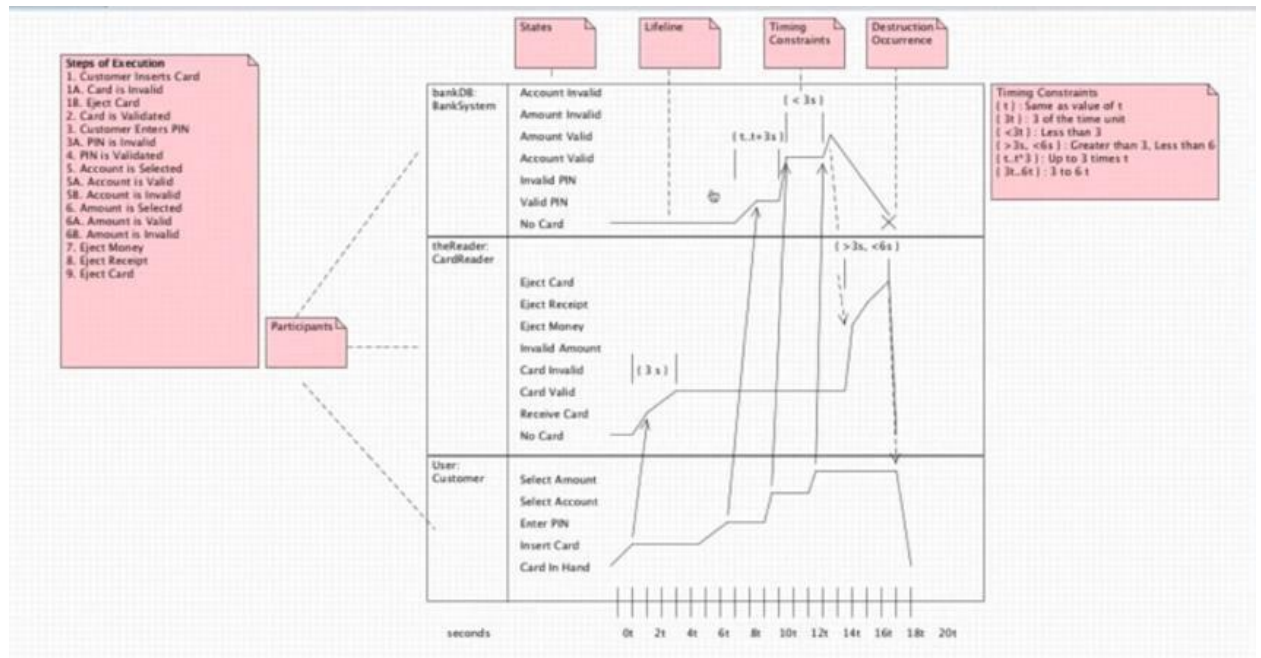 States
Lifeline
Timing
Constraints
Destruction
Occurrence
Steps of Execution
1. Customer Inserts Card
1A. Card is Invalid
1B. Eject Card
2. Card is Validated
3. Customer Enters PIN
3A. PIN is Invalid
4. PIN is Validated
5. Account is Selected
5A. Account is Valid
5B. Account is Invalid
6. Amount is Selected
6A. Amount is Valid
6B. Amount is Invalid
7. Eject Money
8. Eject Receipt
9. Eject Card
Participants
bankDB:
BankSystem
Account Invalid
Amount Invalid
Amount Valid
Account Valid
Invalid PIN
Valid PIN
No Card
{ t..t+3s }
{ < 3s }
Timing Constraints
{ t } : Same as value of t
{ 3t } : 3 of the time unit
{ <3t } : Less than 3
{ >3s, <6s } : Greater than 3, Less than 6
{ t..t*3 } : Up to 3 times t
{ 3t..6t } : 3 to 6 t
theReader:
CardReader
{ >3s, <6s }
Eject Card
Eject Receipt
Eject Money
Invalid Amount
Card Invalid
Card Valid
Receive Card
No Card
{ 3 s }
User:
Customer
Select Amount
Select Account
Enter PIN
Insert Card
Card In Hand
seconds 0t 2t 4t 6t 8t 10t 12t 14t 16t 18t 20t